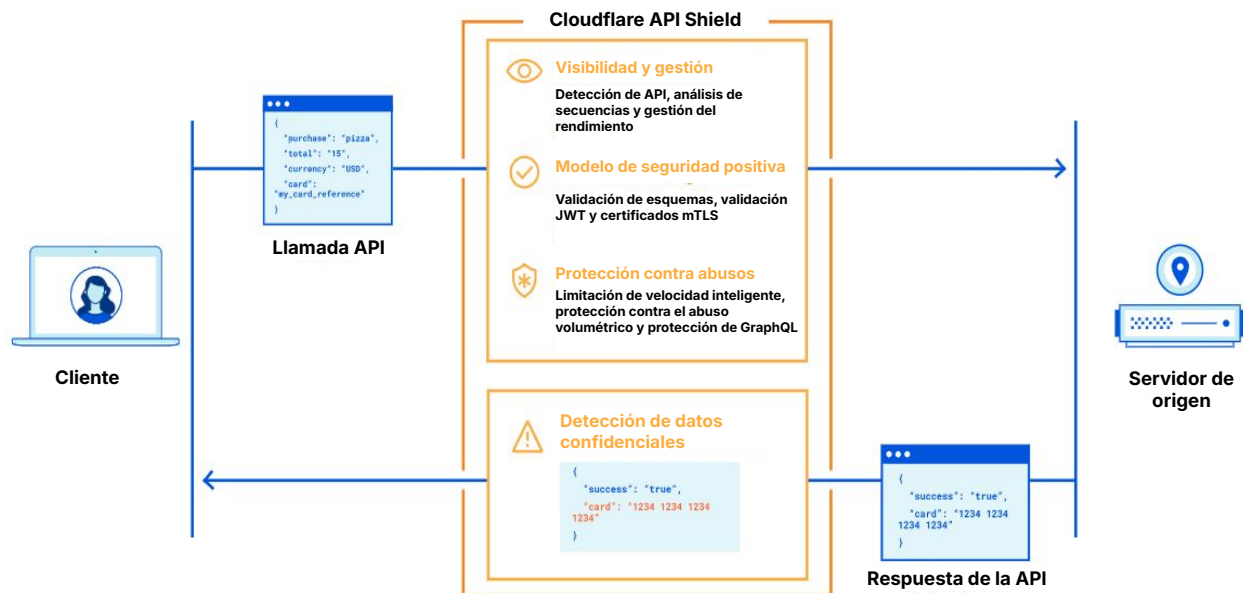 Cloudflare API Shield
Visibilidad y gestión
Detección de API, análisis de
secuencias y gestión del
rendimiento
{
"purchase": "pizza",
"total": "15",
"currency": "USD",
"card":
"my_card_reference"
}
Llamada API
Modelo de seguridad positiva
Validación de esquemas, validación
JWT y certificados mTLS
Protección contra abusos
Limitación de velocidad inteligente,
protección contra el abuso
volumétrico y protección de GraphQL
Cliente
Servidor de
origen
Detección de datos
confidenciales
{
"success": "true",
"card": "1234 1234 1234
1234"
}
{
"success": "true",
"card": "1234 1234
1234 1234"
}
Respuesta de la API